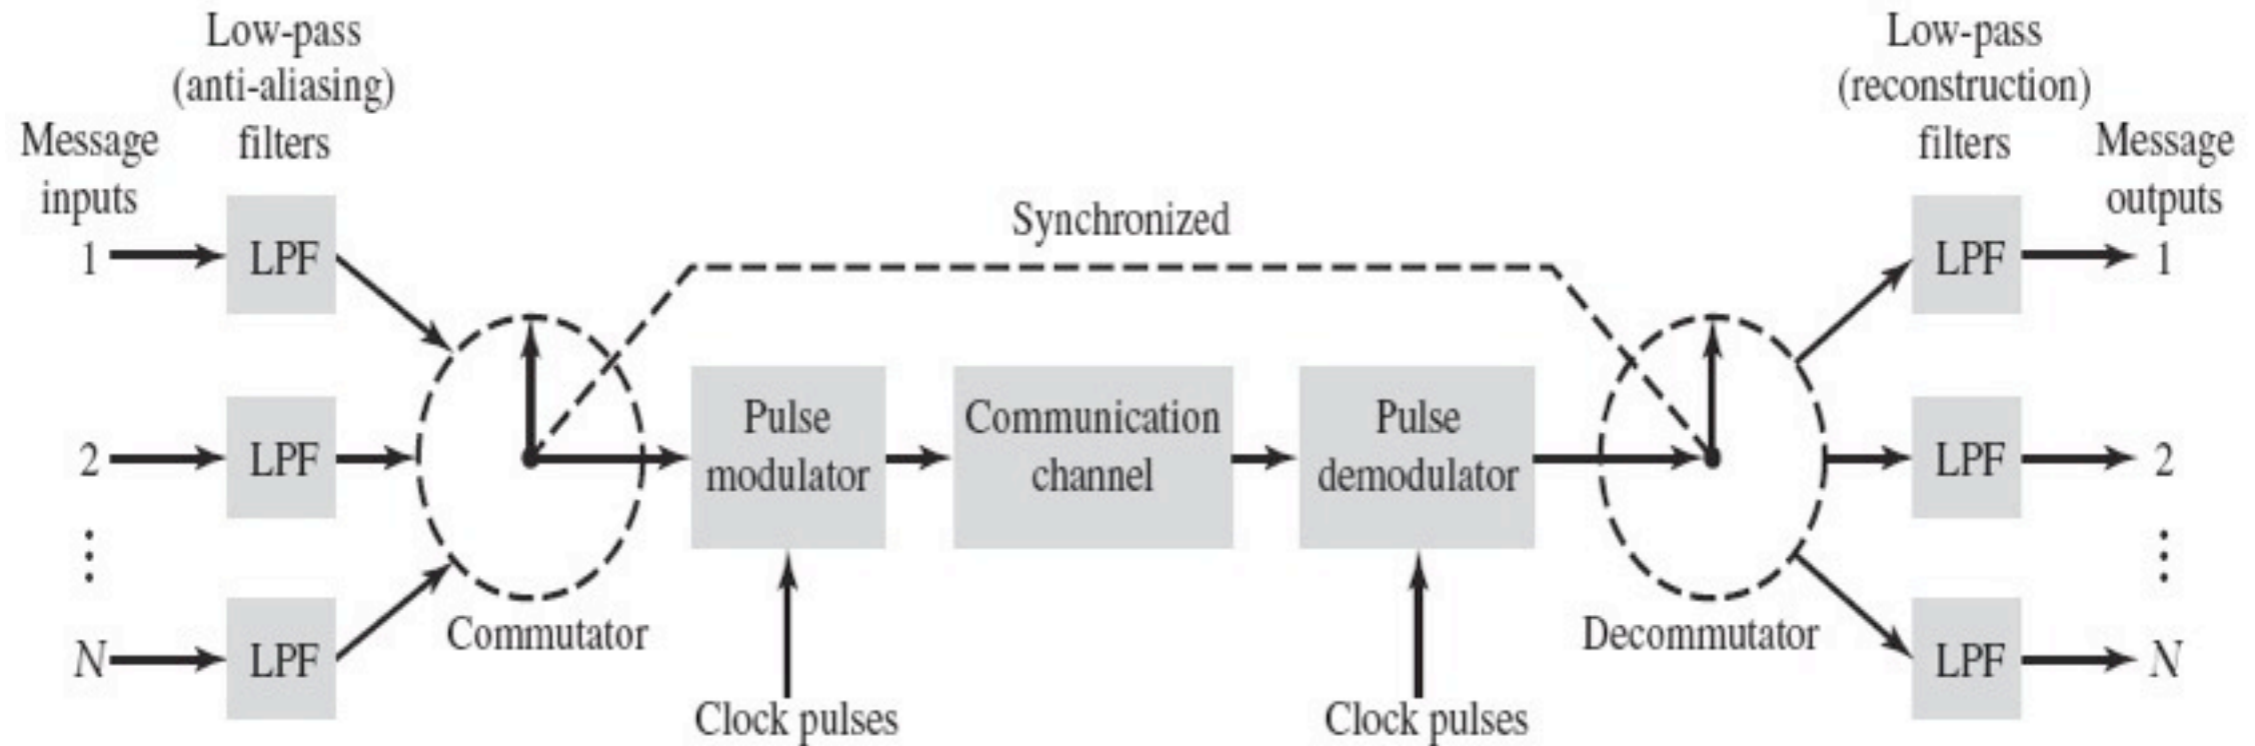 Low-pass
(anti-aliasing)
filters
Message
inputs
1
LPF
2
LPF
⋮
N
LPF
Commutator
Synchronized
Pulse
modulator
Clock pulses
Communication
channel
Pulse
demodulator
Clock pulses
Decommutator
Low-pass
(reconstruction)
filters
Message
outputs
LPF
1
LPF
2
⋮
LPF
N